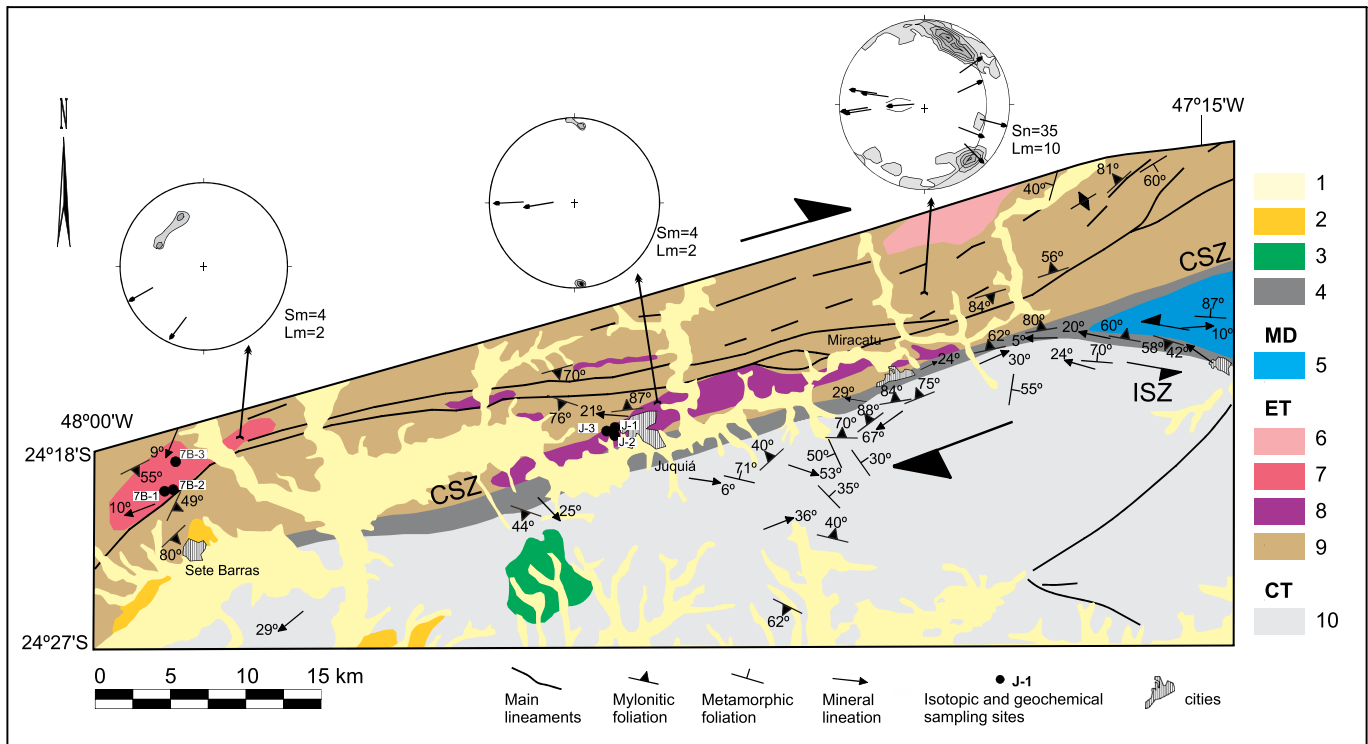 N
47º15'W
Sn=35
Lm=10
Sm=4
Lm=2
Sm=4
Lm=2
48º00'W
24º18'S
24º27'S
81º
60º
40º
CSZ
56º
84º
87º
10º
80º
20º
60º
62º
5º
58º
42º
Miracatu
24º
30º
24º
70º
ISZ
70º
75º
55º
29º
84º
87º
76º
21º
88º
J-3
J-1
J-2
70º
67º
9º
7B-3
55º
Juquiá
40º
50º
30º
7B-1
7B-2
71º
53º
CSZ
6º
35º
10º
49º
25º
44º
36º
40º
80º
Sete Barras
29º
62º
1
2
3
4
MD
5
ET
6
7
8
9
CT
10
0 5 10 15 km
Main
lineaments
Mylonitic
foliation
Metamorphic
foliation
Mineral
lineation
J-1
Isotopic and geochemical
sampling sites
cities